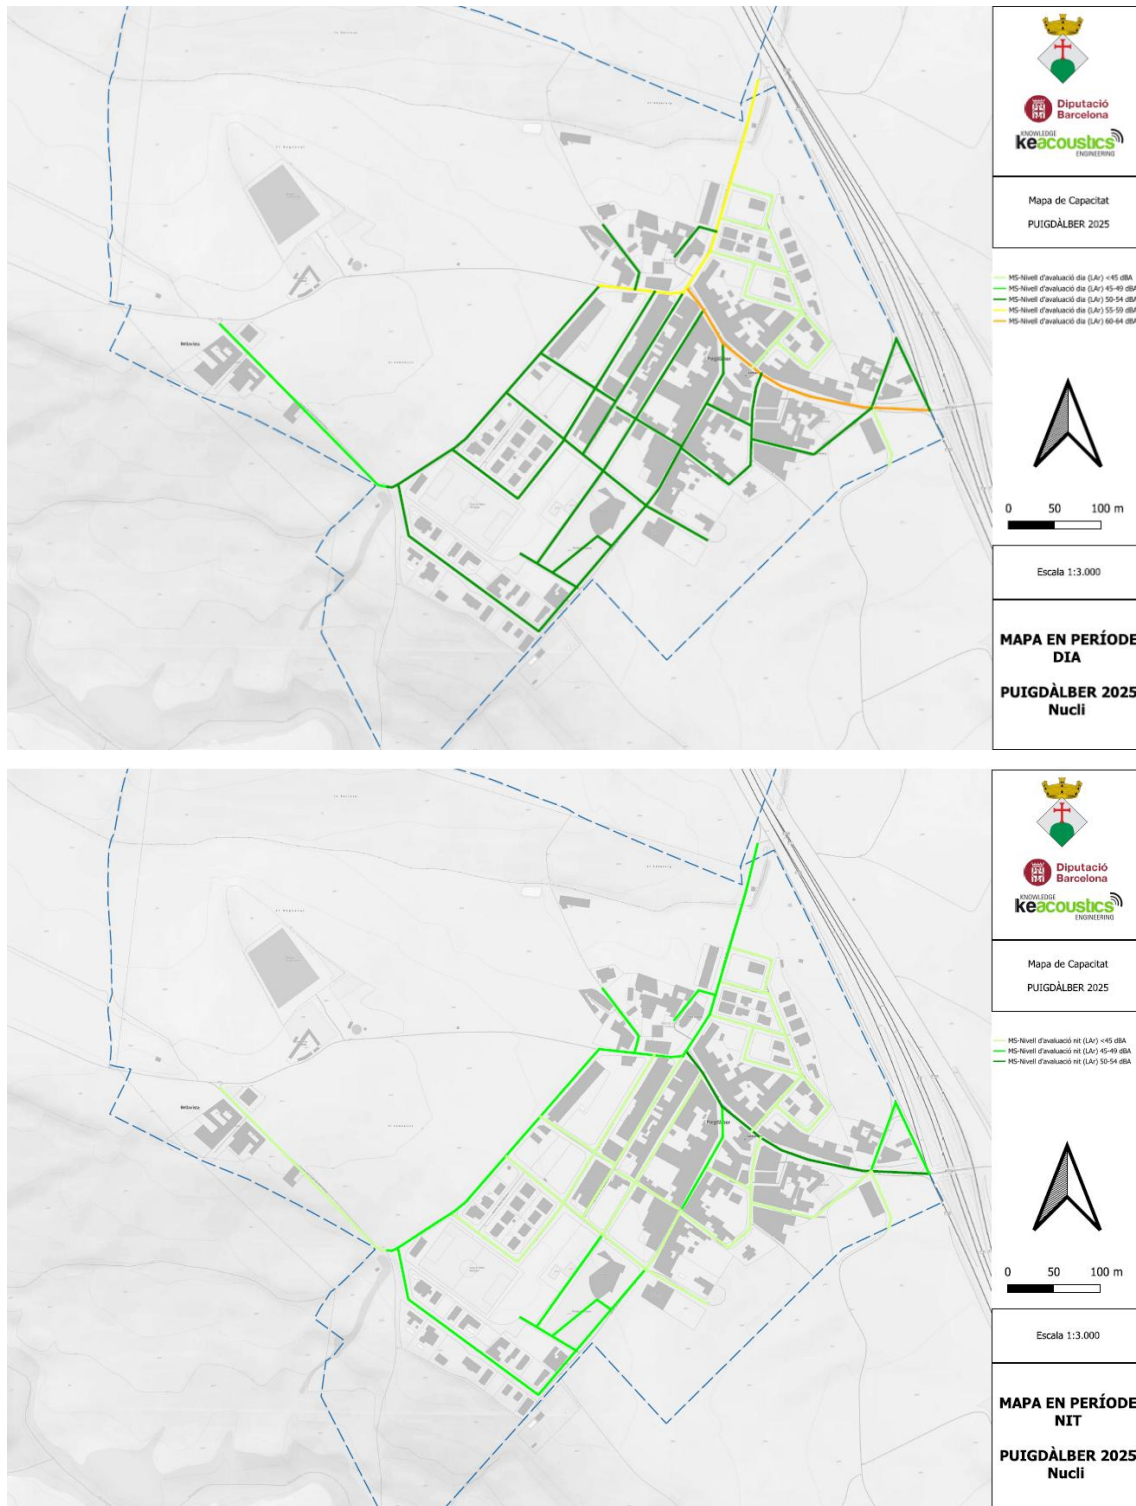 Diputació
Barcelona
KNOWLEDGE
keacoustics
ENGINEERING
Mapa de Capacitat
PUIGDÀLBER 2025
MS-Nivell d'avaluació dia (LAr) <45 dBA
MS-Nivell d'avaluació dia (LAr) 45-49 dBA
MS-Nivell d'avaluació dia (LAr) 50-54 dBA
MS-Nivell d'avaluació dia (LAr) 55-59 dBA
MS-Nivell d'avaluació dia (LAr) 60-64 dBA
Bellavista
Puigdàlber
0 50 100 m
Escala 1:3.000
MAPA EN PERÍODE
DIA
PUIGDÀLBER 2025
Nucli
Diputació
Barcelona
KNOWLEDGE
keacoustics
ENGINEERING
Mapa de Capacitat
PUIGDÀLBER 2025
MS-Nivell d'avaluació nit (LAr) <45 dBA
MS-Nivell d'avaluació nit (LAr) 45-49 dBA
MS-Nivell d'avaluació nit (LAr) 50-54 dBA
Bellavista
Puigdàlber
0 50 100 m
Escala 1:3.000
MAPA EN PERÍODE
NIT
PUIGDÀLBER 2025
Nucli